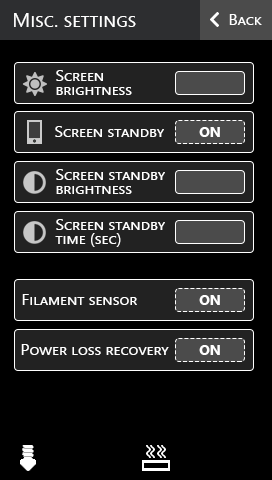 Misc. settings
Back
Screen
brightness
Screen standby
ON
Screen standby
brightness
Screen standby
time (sec)
Filament sensor
ON
Power loss recovery
ON